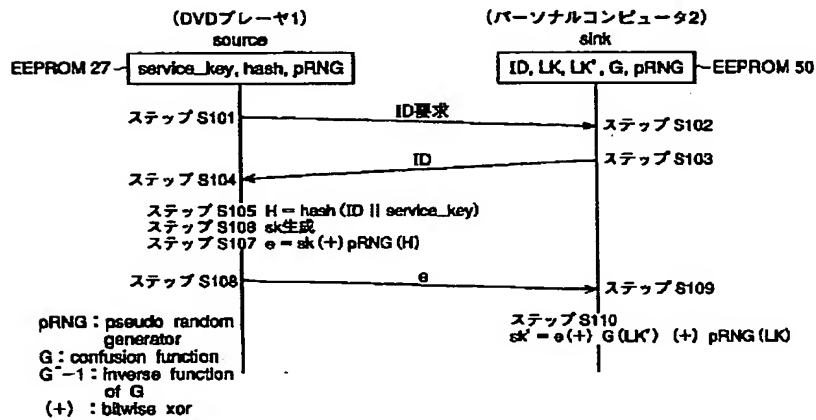 (DVDプレーヤ1)
source
(パーソナルコンピュータ2)
sink
EEPROM 27
service_key, hash, pRNG
ID, LK, LK', G, pRNG
EEPROM 50
ステップ S101
ID要求
ステップ S102
ID
ステップ S103
ステップ S104
ステップ S105 H = hash (ID || service_key)
ステップ S106 sk生成
ステップ S107 e = sk (+) pRNG (H)
ステップ S108
e
ステップ S109
ステップ S110
sk' = e (+) G (LK') (+) pRNG (LK)
pRNG : pseudo random
generator
G : confusion function
G^-1 : inverse function
of G
(+) : bitwise xor